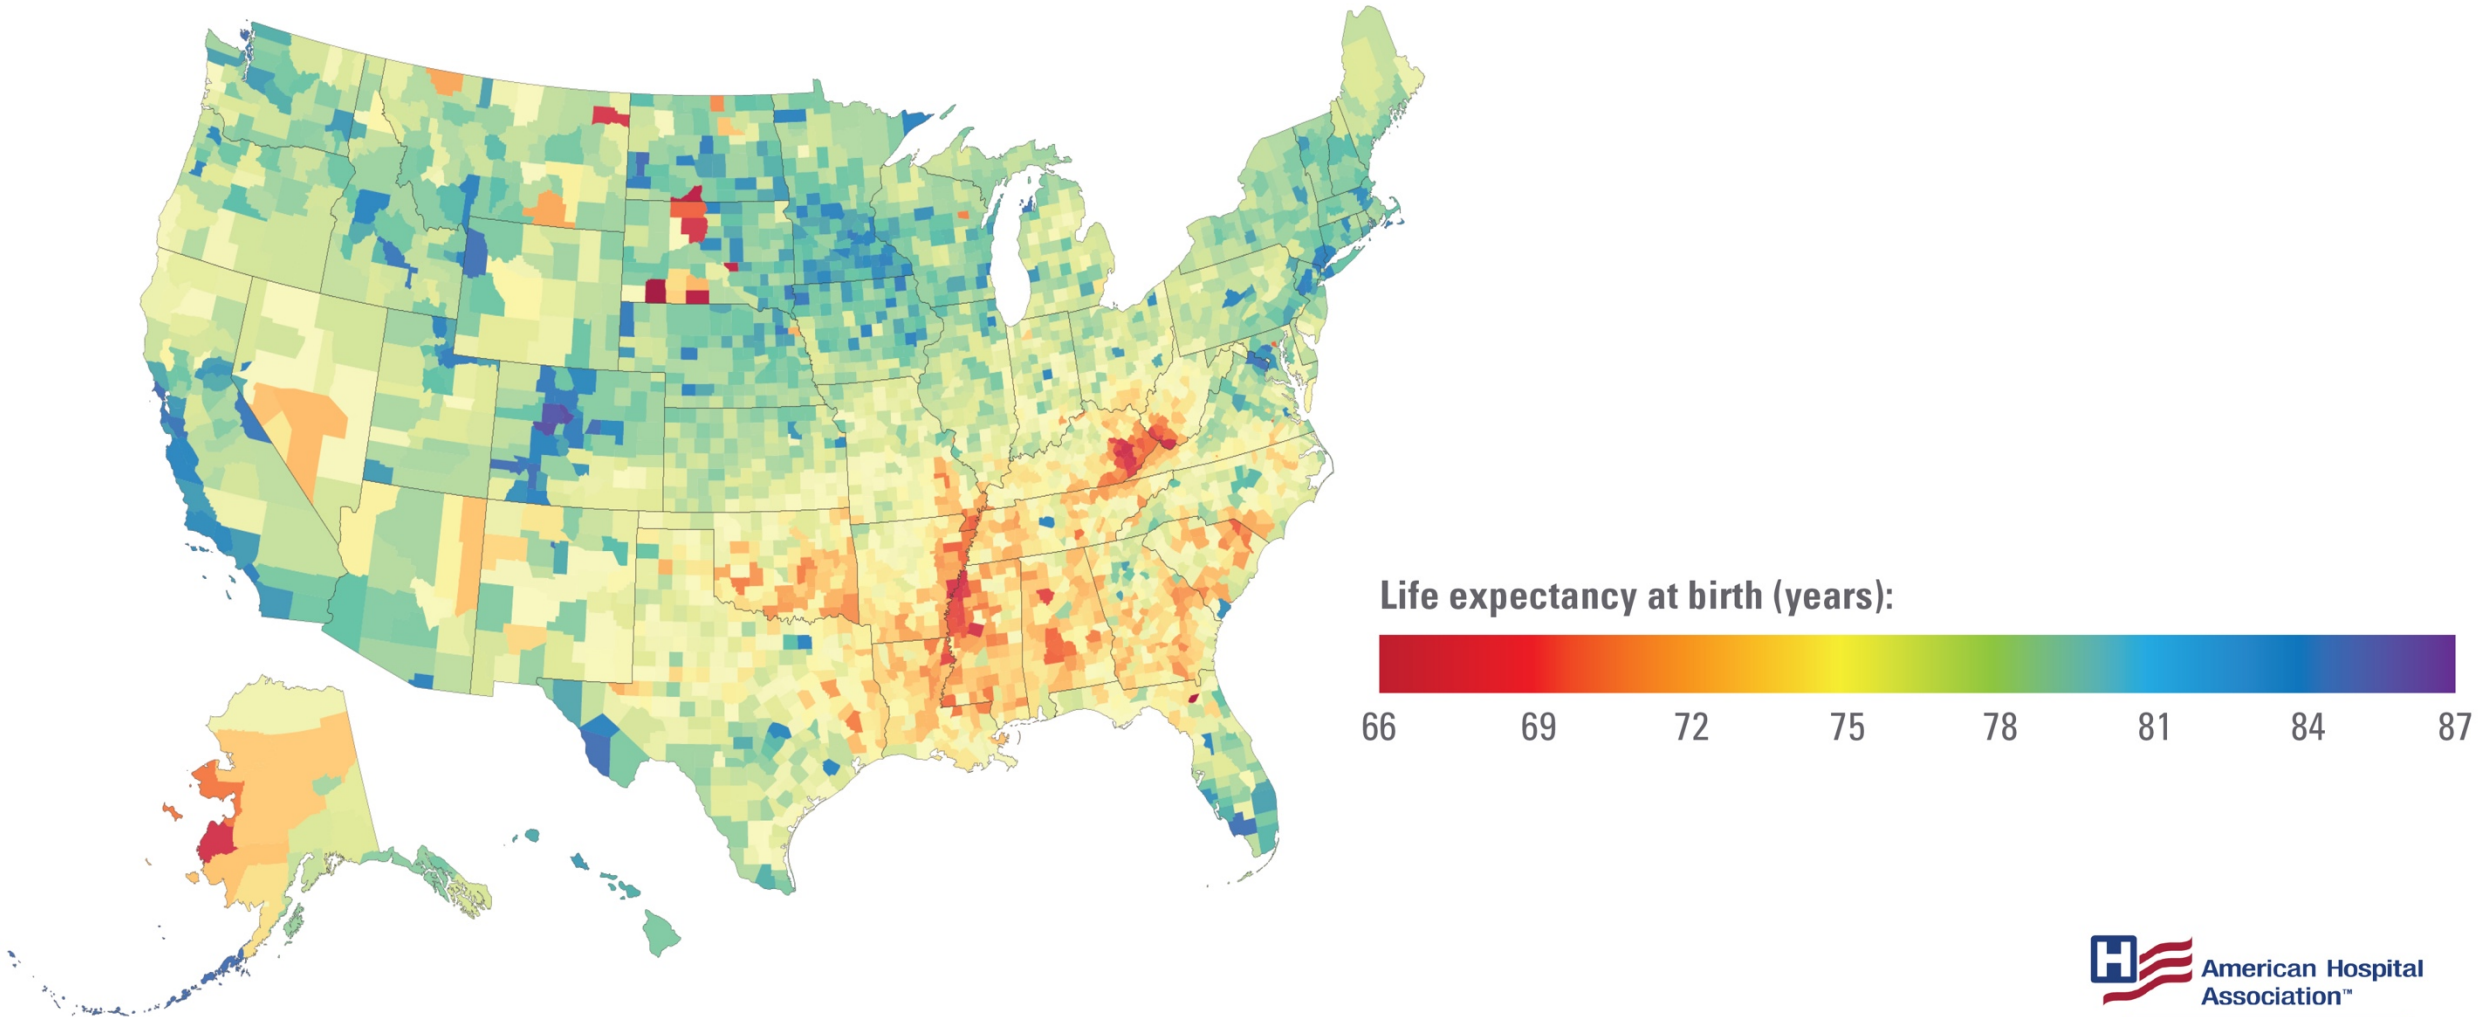 Life expectancy at birth (years):
66 69 72 75 78 81 84 87
H
American Hospital
Association™